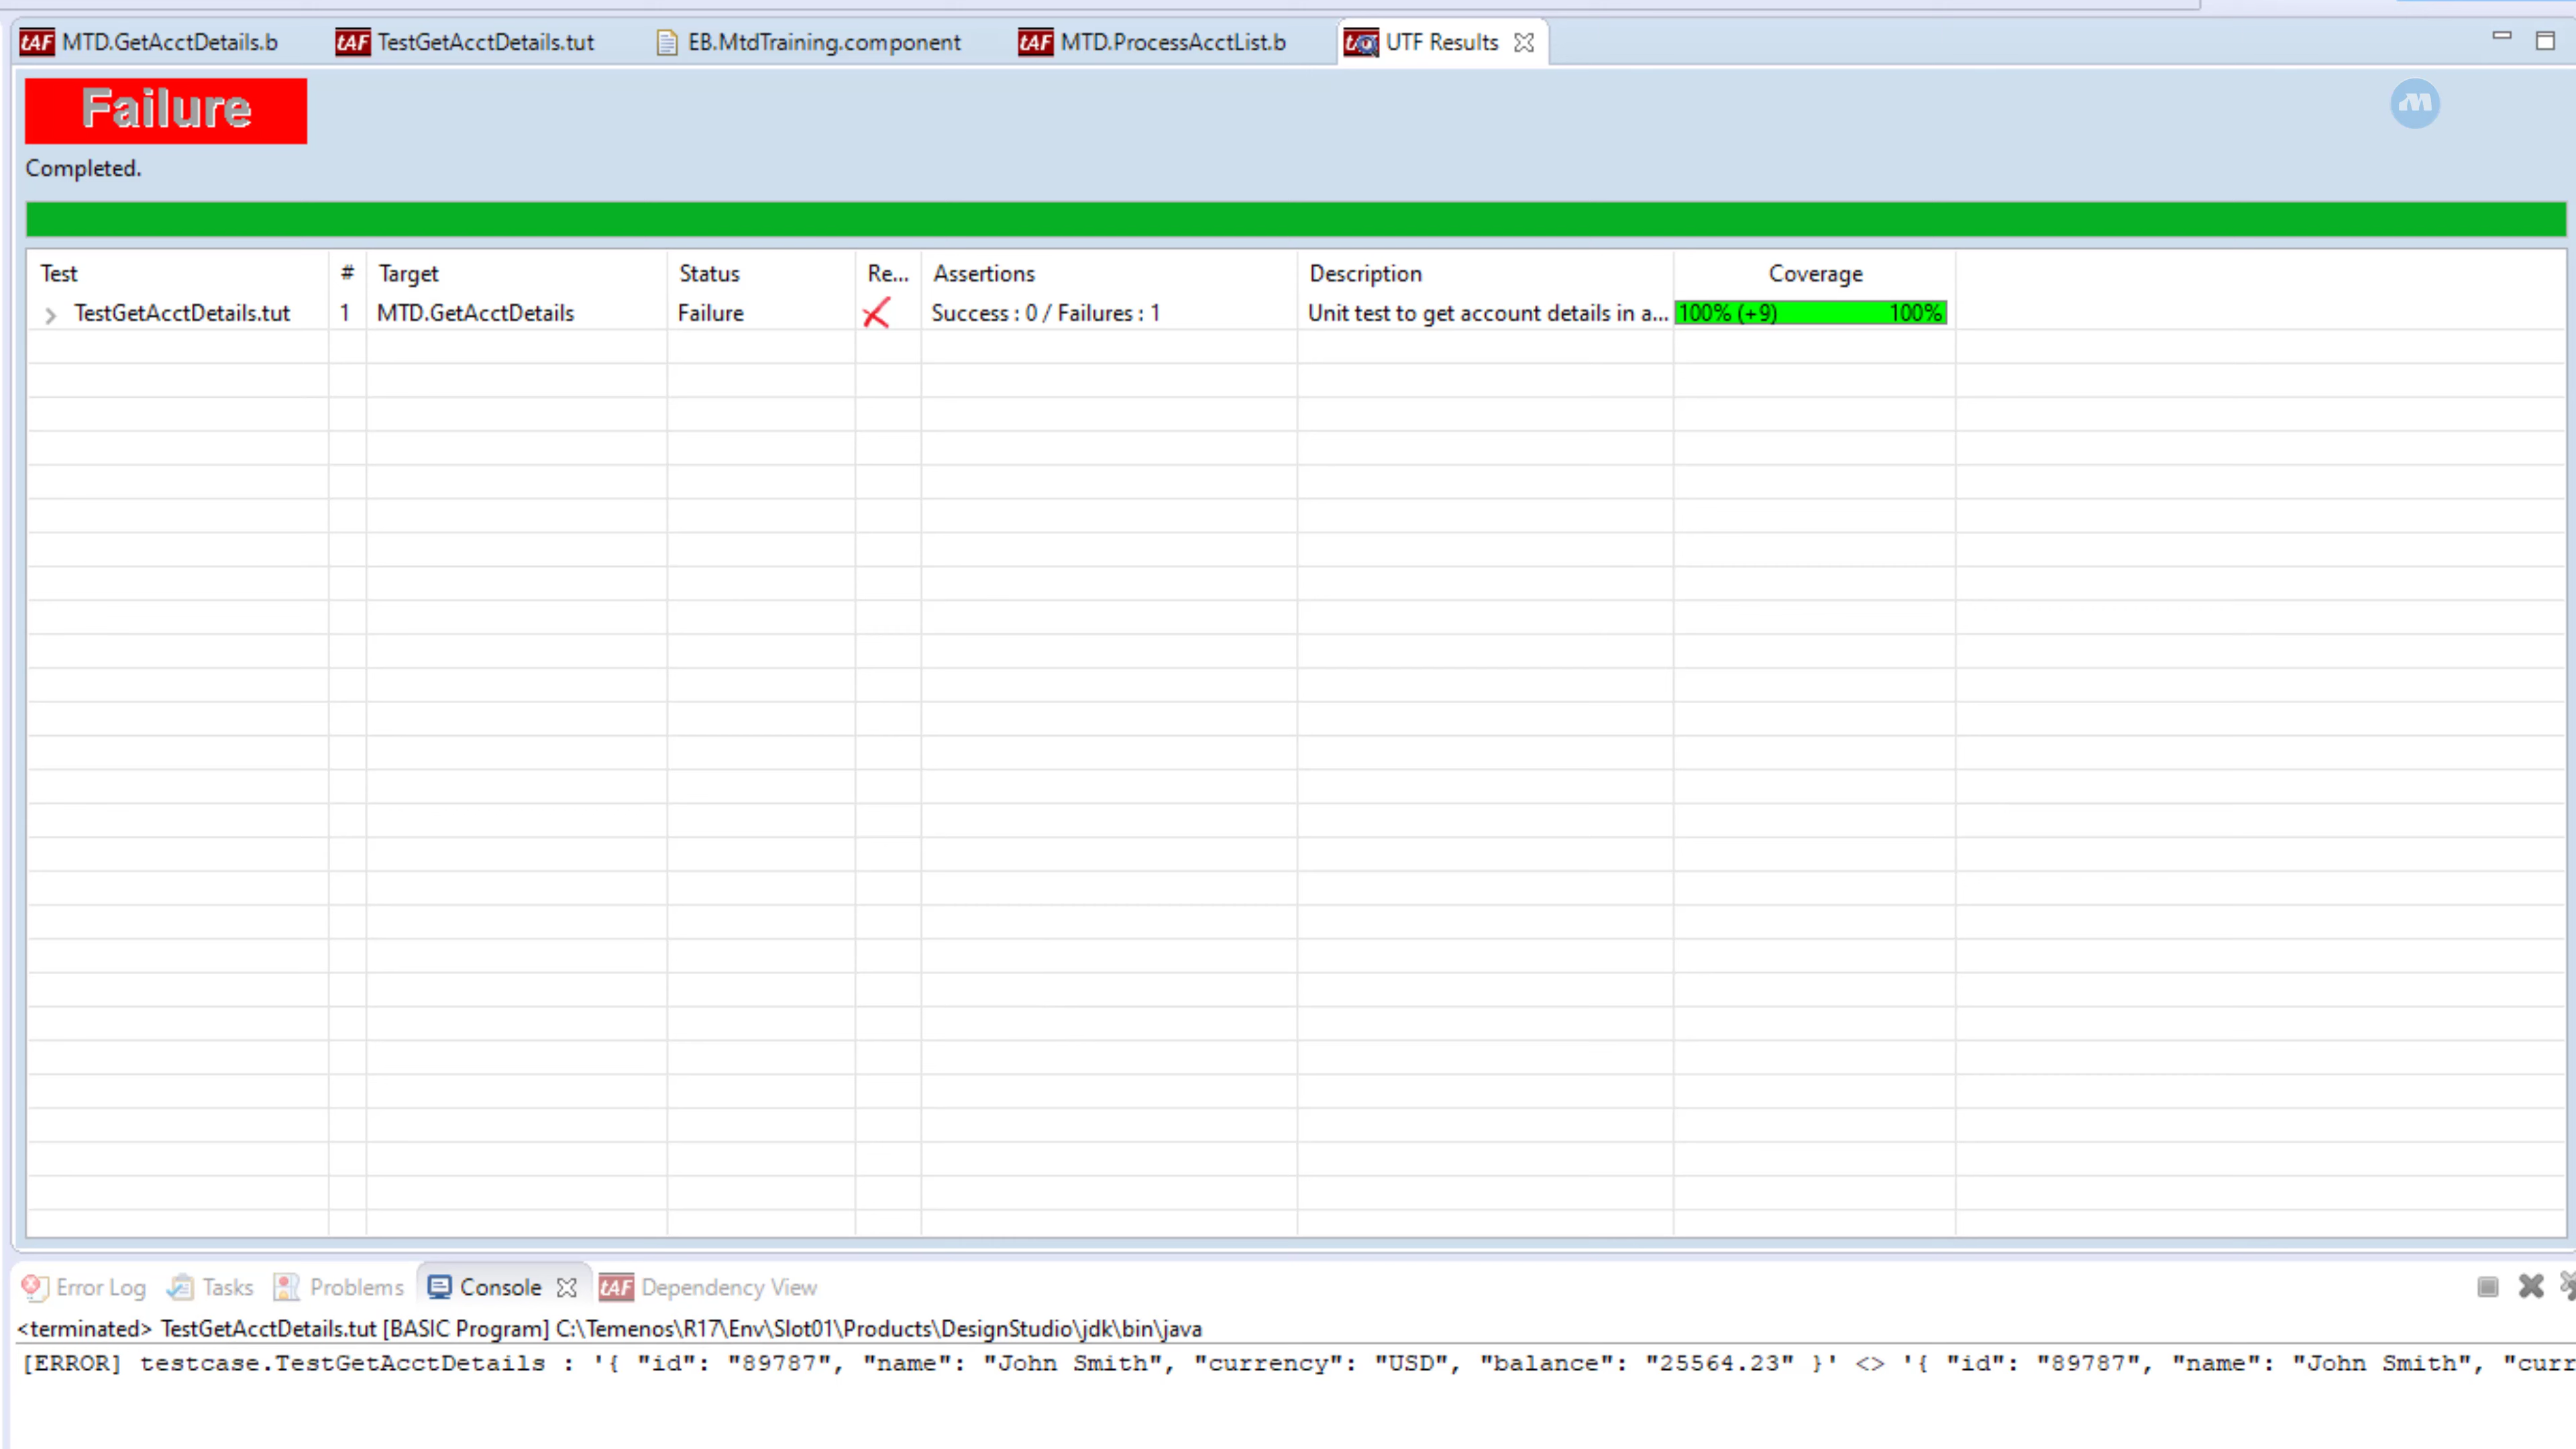 tAF MTD.GetAcctDetails.b tAF TestGetAcctDetails.tut EB.MtdTraining.component tAF MTD.ProcessAcctList.b UTF Results
Failure
Completed.
Test # Target Status Re... Assertions Description Coverage
TestGetAcctDetails.tut 1 MTD.GetAcctDetails Failure Success : 0 / Failures : 1 Unit test to get account details in a... 100% (+9) 100%
Error Log Tasks Problems Console tAF Dependency View
<terminated> TestGetAcctDetails.tut [BASIC Program] C:\Temenos\R17\Env\Slot01\Products\DesignStudio\jdk\bin\java
[ERROR] testcase.TestGetAcctDetails : '{ "id": "89787", "name": "John Smith", "currency": "USD", "balance": "25564.23" }' <> '{ "id": "89787", "name": "John Smith", "curr